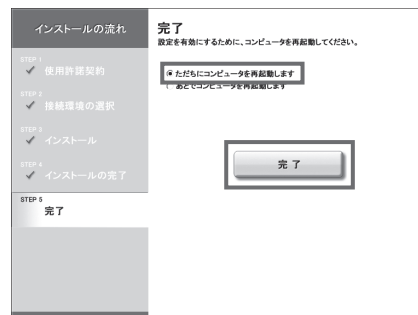 インストールの流れ
STEP 1
使用許諾契約
STEP 2
接続環境の選択
STEP 3
インストール
STEP 4
インストールの完了
STEP 5
完了
完了
設定を有効にするために、コンピュータを再起動してください。
ただちにコンピュータを再起動します
あとでコンピュータを再起動します
完了